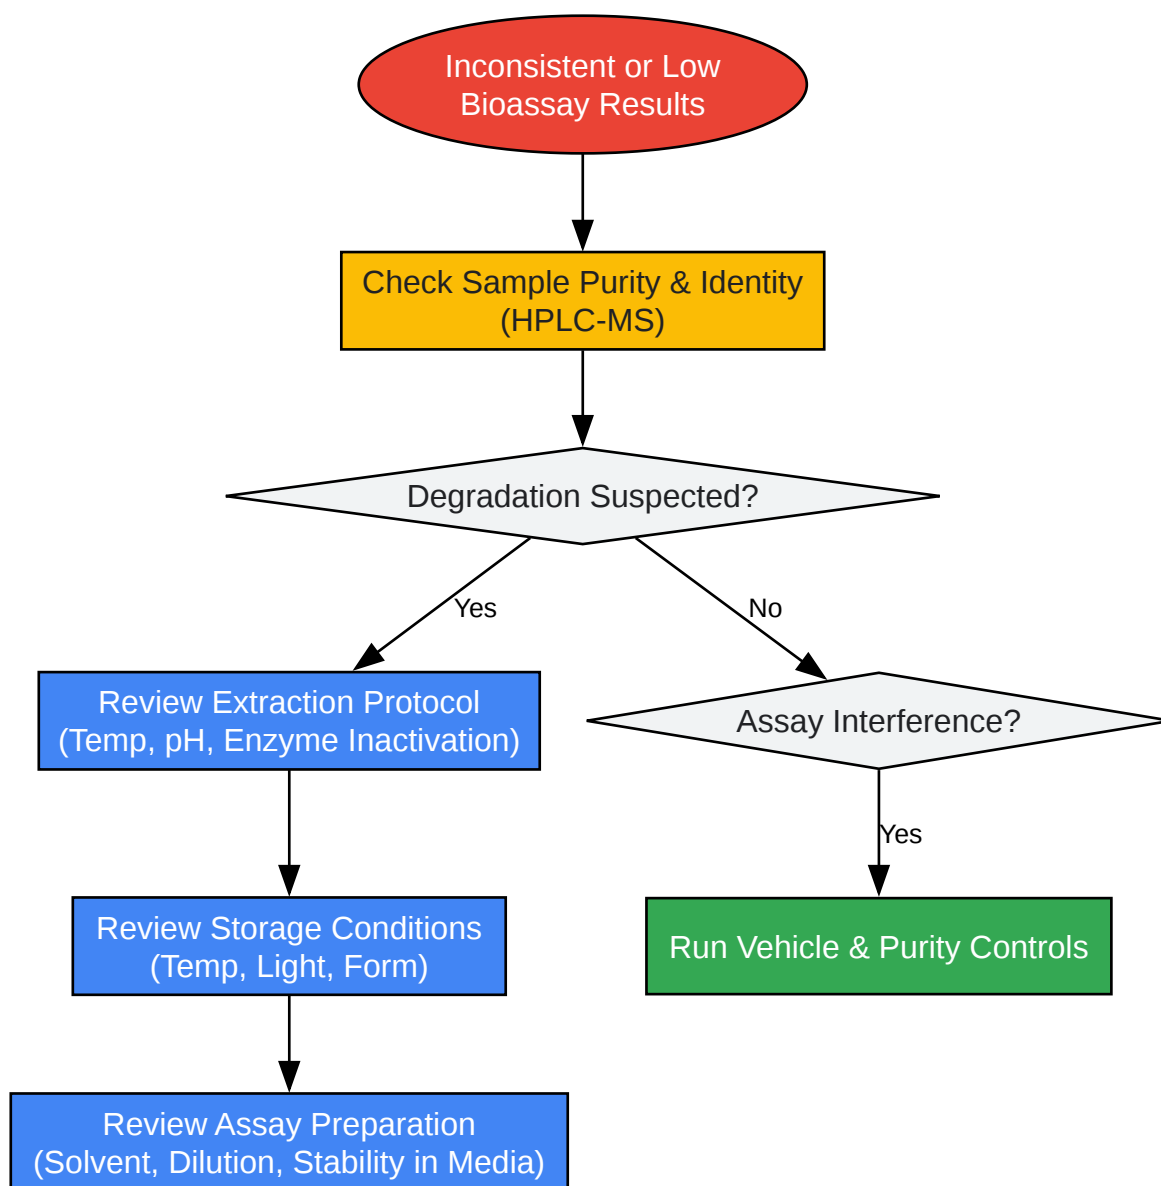 Inconsistent or Low
Bioassay Results
Check Sample Purity & Identity
(HPLC-MS)
Degradation Suspected?
Yes
No
Review Extraction Protocol
(Temp, pH, Enzyme Inactivation)
Assay Interference?
Yes
Review Storage Conditions
(Temp, Light, Form)
Run Vehicle & Purity Controls
Review Assay Preparation
(Solvent, Dilution, Stability in Media)